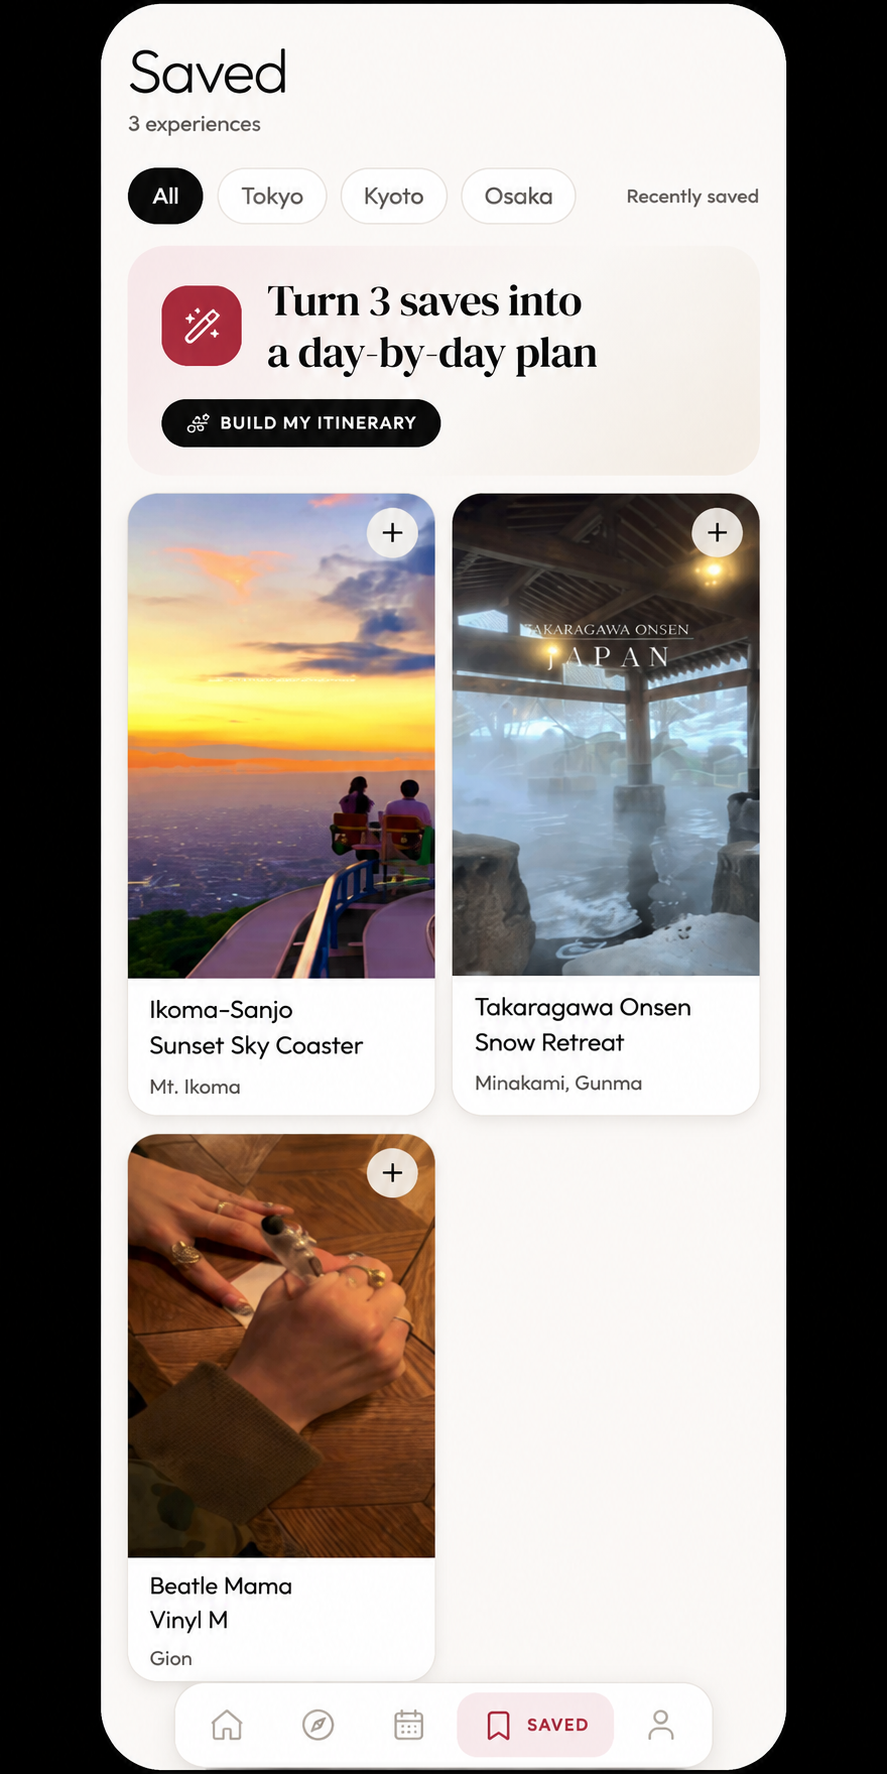 Saved
3 experiences
All
Tokyo
Kyoto
Osaka
Recently saved
Turn 3 saves into
a day-by-day plan
BUILD MY ITINERARY
TAKARAGAWA ONSEN
JAPAN
Ikoma-Sanjo
Sunset Sky Coaster
Mt. Ikoma
Takaragawa Onsen
Snow Retreat
Minakami, Gunma
Beatle Mama
Vinyl M
Gion
SAVED